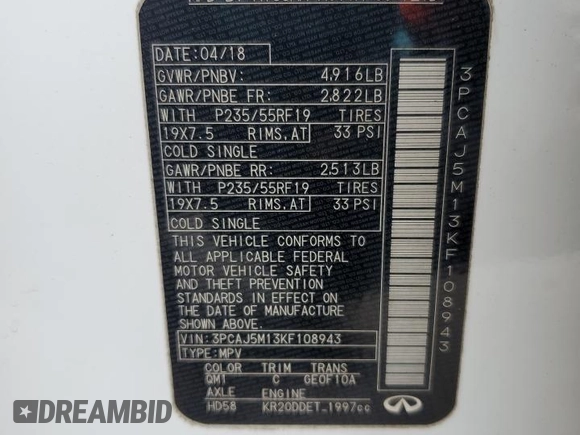 DATE: 04/18
GVWR/PNBV: 4,916LB
GAWR/PNBE FR: 2,822LB
WITH P235/55RF19 TIRES
19X7.5 RIMS,AT 33 PSI
COLD SINGLE
GAWR/PNBE RR: 2,513LB
WITH P235/55RF19 TIRES
19X7.5 RIMS,AT 33 PSI
COLD SINGLE
THIS VEHICLE CONFORMS TO
ALL APPLICABLE FEDERAL
MOTOR VEHICLE SAFETY
AND THEFT PREVENTION
STANDARDS IN EFFECT ON
THE DATE OF MANUFACTURE
SHOWN ABOVE.
VIN: 3PCAJ5M13KF108943
TYPE: MPV
COLOR TRIM TRANS
QM1 C GE0F10A
AXLE ENGINE
HD58 KR20DDET_1997cc
3PCAJ5M13KF108943
INFINITI
DREAMBID